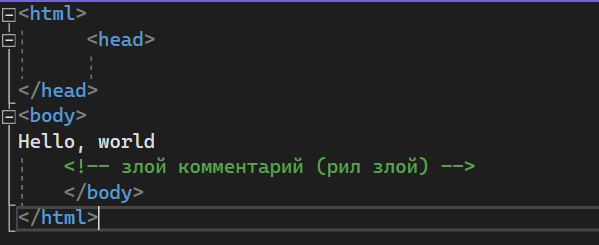 <html>
<head>
</head>
<body>
Hello, world
<!-- злой комментарий (рил злой) -->
</body>
</html>